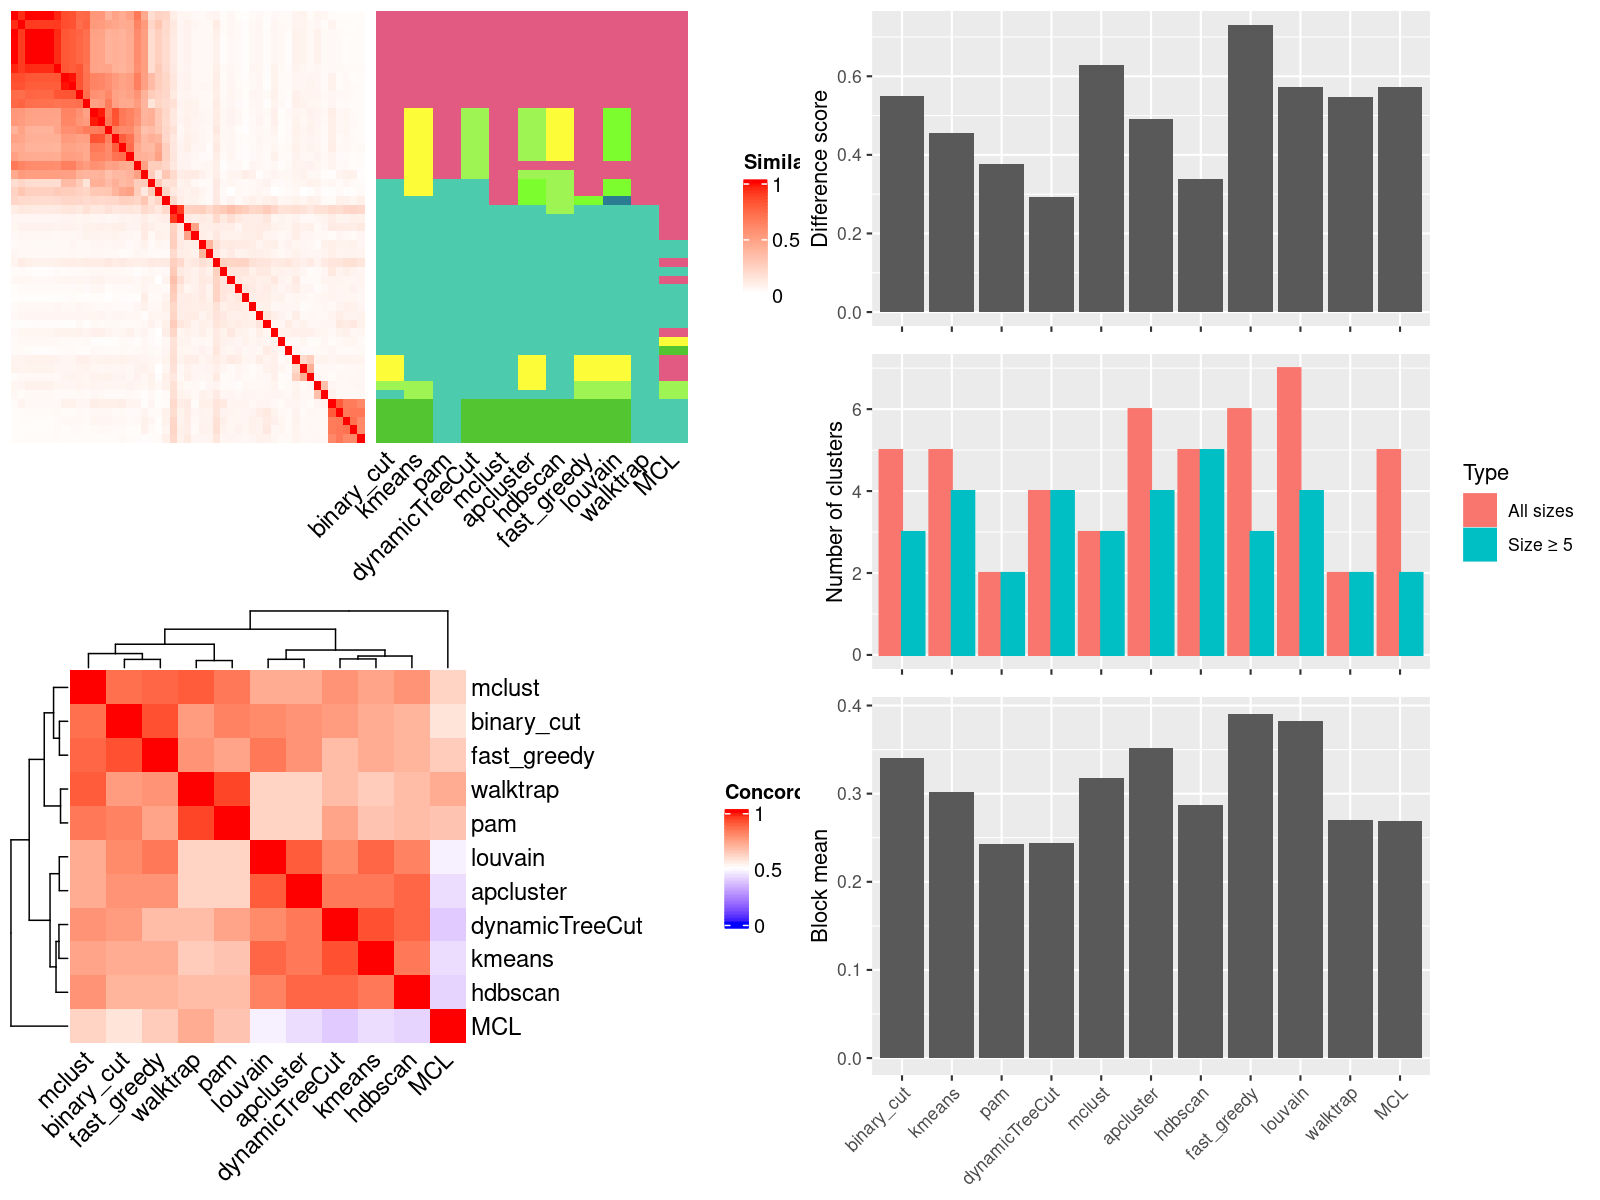 Simila
1
0.5
0
binary_cut
kmeans
pam
dynamicTreeCut
mclust
apcluster
hdbscan
fast_greedy
louvain
walktrap
MCL
mclust
binary_cut
fast_greedy
walktrap
pam
louvain
apcluster
dynamicTreeCut
kmeans
hdbscan
MCL
mclust
binary_cut
fast_greedy
walktrap
pam
louvain
apcluster
dynamicTreeCut
kmeans
hdbscan
MCL
Concord
1
0.5
0
Difference score
0.6
0.4
0.2
0.0
Number of clusters
6
4
2
0
Type
All sizes
Size ≥ 5
Block mean
0.4
0.3
0.2
0.1
0.0
binary_cut
kmeans
pam
dynamicTreeCut
mclust
apcluster
hdbscan
fast_greedy
louvain
walktrap
MCL